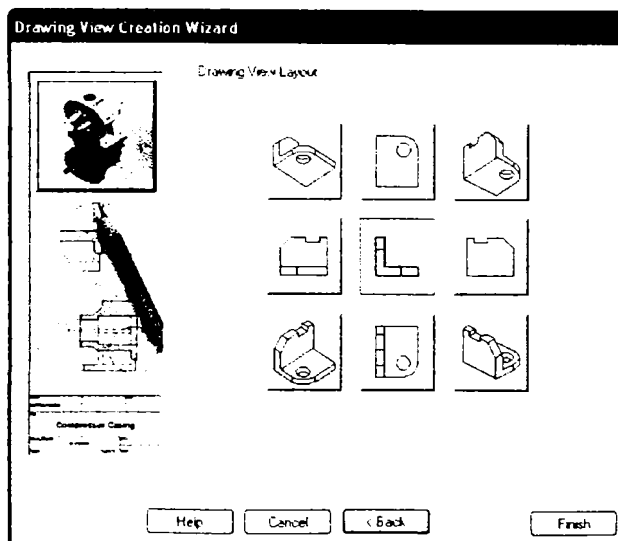 Drawing View Creation Wizard
Drawing View Layout
Compressor Casing
Help
Cancel
< Back
Finish